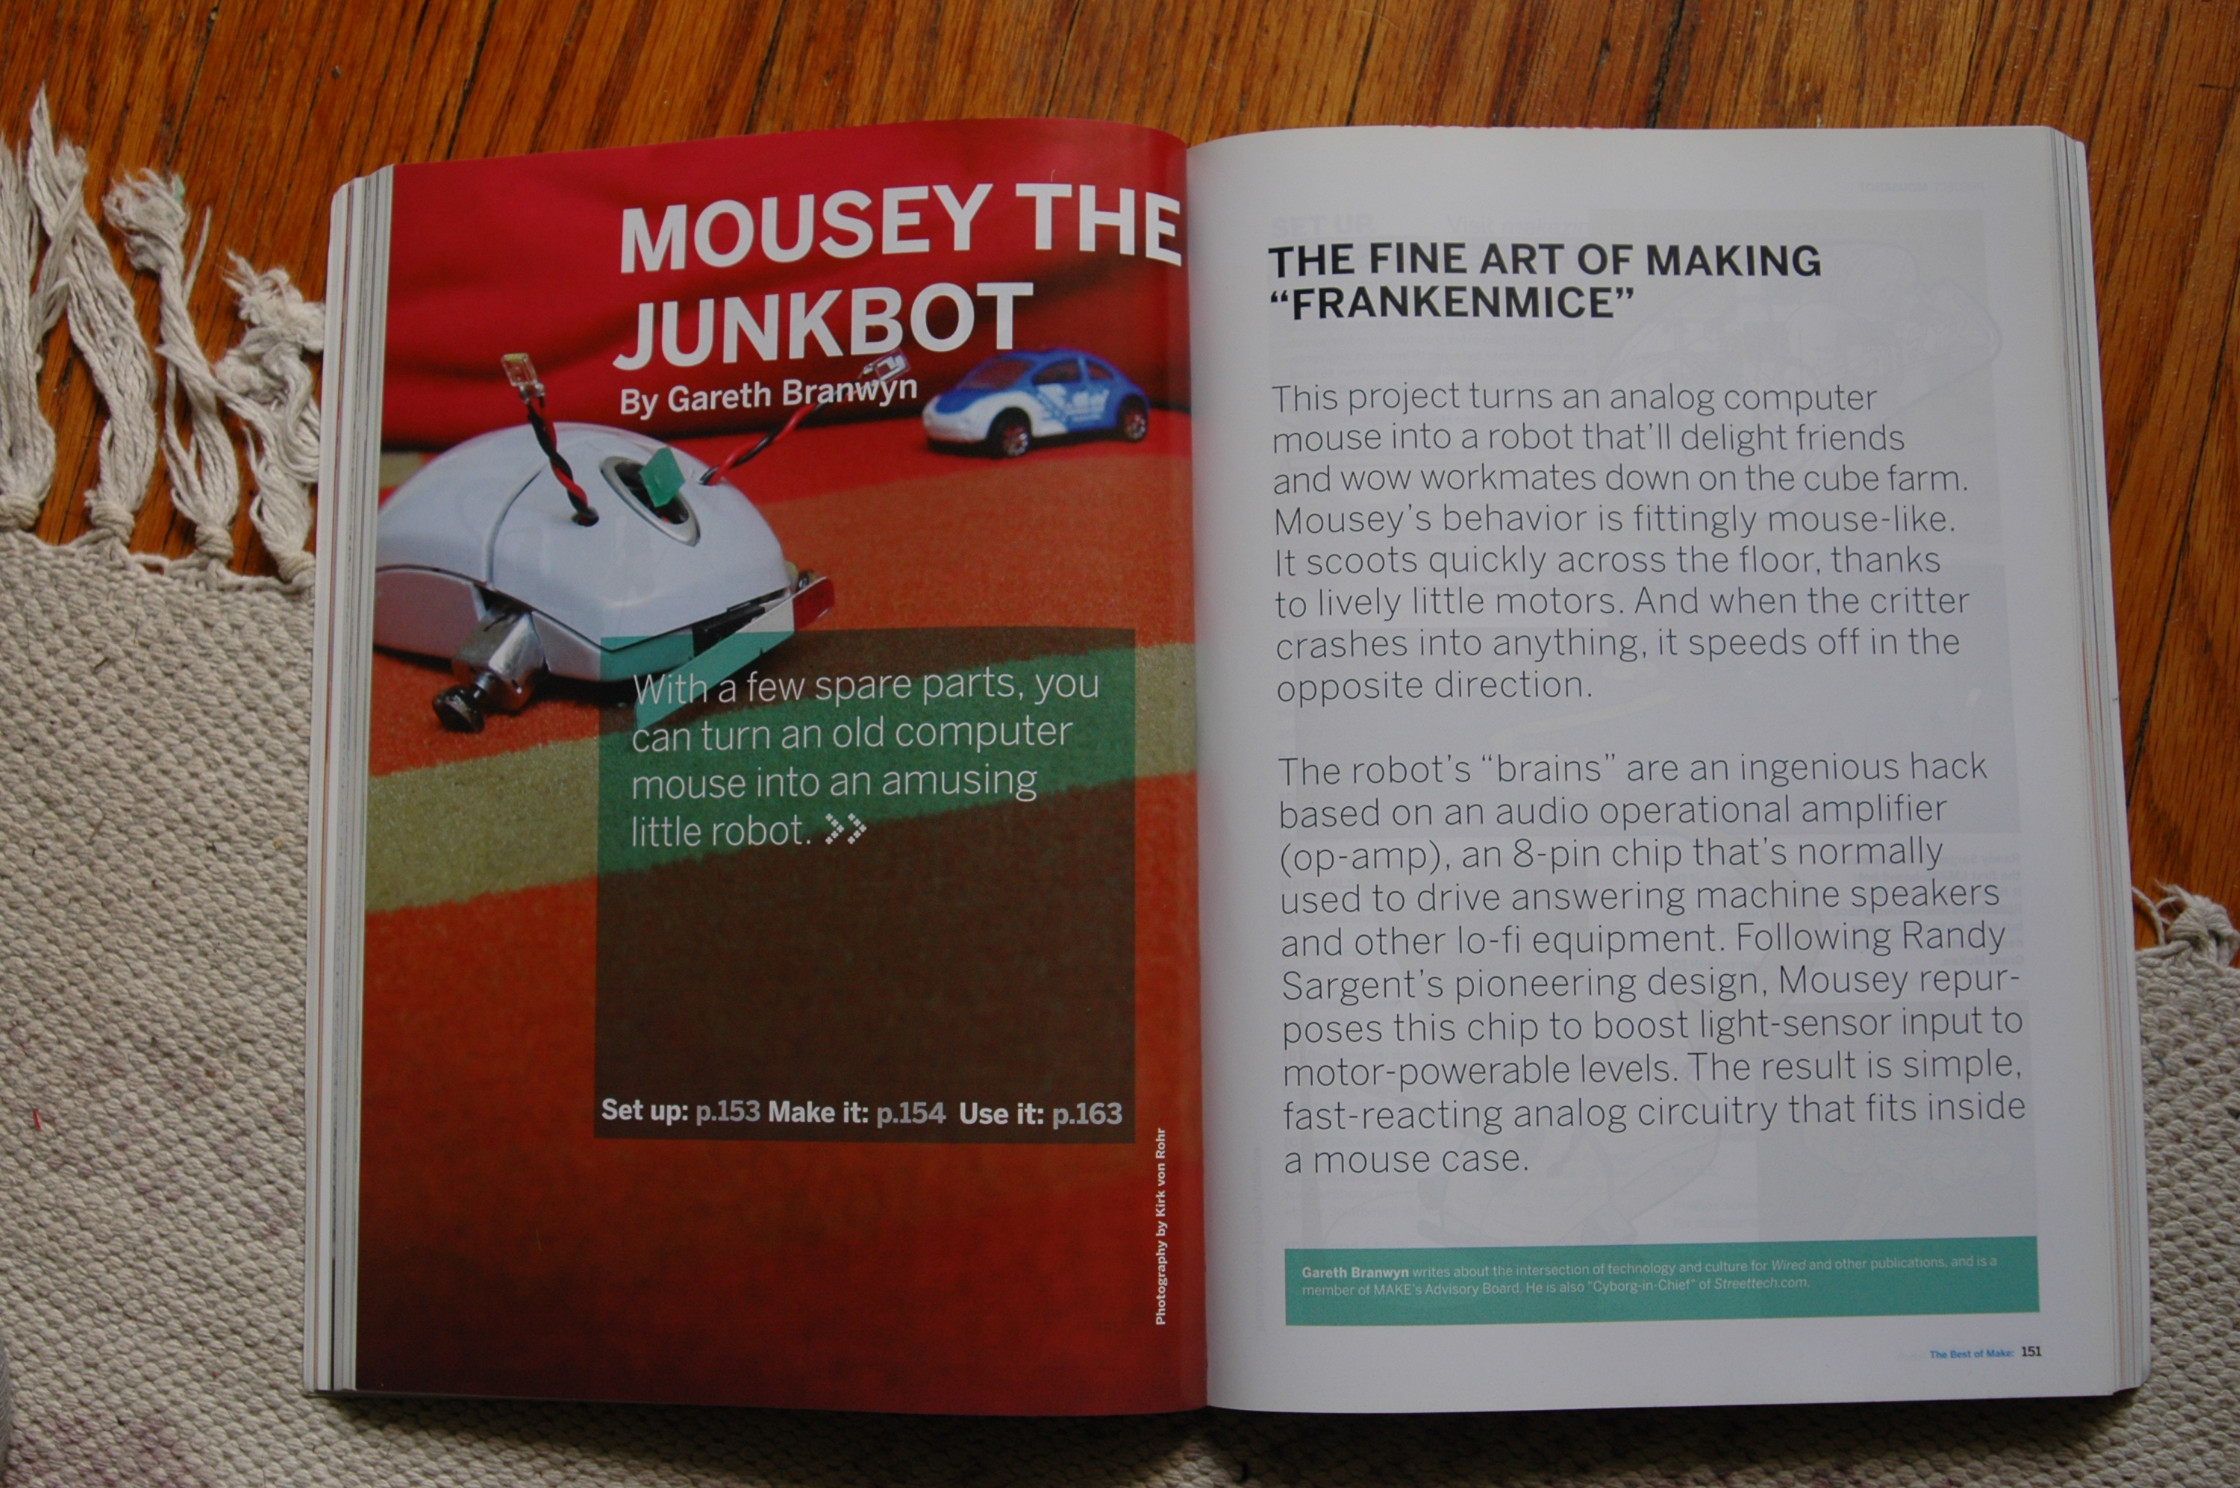 MOUSEY THE
JUNKBOT
By Gareth Branwyn
With a few spare parts, you
can turn an old computer
mouse into an amusing
little robot.
Set up: p.153 Make it: p.154 Use it: p.163
Photography by Kirk von Rohr
THE FINE ART OF MAKING
“FRANKENMICE”
This project turns an analog computer
mouse into a robot that’ll delight friends
and wow workmates down on the cube farm.
Mousey’s behavior is fittingly mouse-like.
It scoots quickly across the floor, thanks
to lively little motors. And when the critter
crashes into anything, it speeds off in the
opposite direction.
The robot’s “brains” are an ingenious hack
based on an audio operational amplifier
(op-amp), an 8-pin chip that’s normally
used to drive answering machine speakers
and other lo-fi equipment. Following Randy
Sargent’s pioneering design, Mousey repur-
poses this chip to boost light-sensor input to
motor-powerable levels. The result is simple,
fast-reacting analog circuitry that fits inside
a mouse case.
Gareth Branwyn writes about the intersection of technology and culture for Wired and other publications, and is a
member of MAKE’s Advisory Board. He is also “Cyborg-in-Chief” of Streettech.com.
The Best of Make: 151